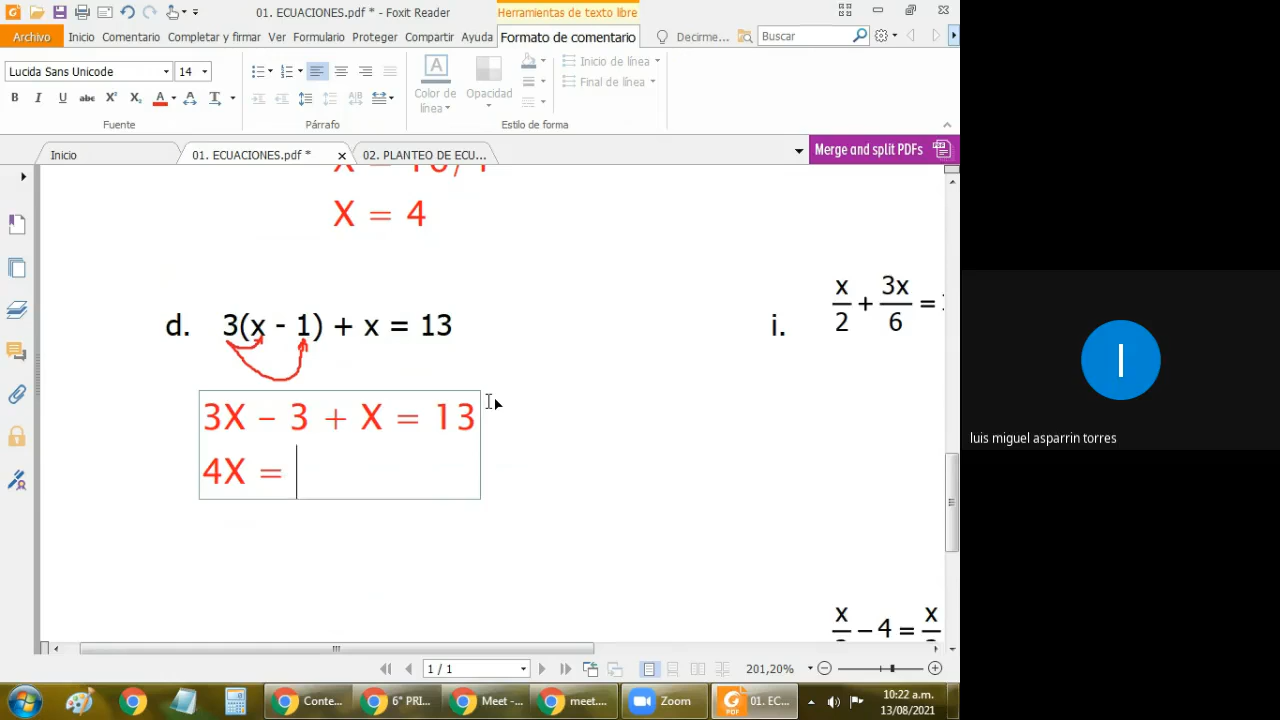 01. ECUACIONES.pdf * - Foxit Reader
Herramientas de texto libre
Archivo Inicio Comentario Completar y firmar Ver Formulario Proteger Compartir Ayuda Formato de comentario Decirme... Buscar
Lucida Sans Unicode 14
Inicio de línea
Final de línea
Color de línea
Opacidad
Fuente Párrafo Estilo de forma
Inicio 01. ECUACIONES.pdf * 02. PLANTEO DE ECU...
Merge and split PDFs
X = 4
d. 3(x - 1) + x = 13
3X - 3 + X = 13
4X =
i. x/2 + 3x/6 =
luis miguel asparrin torres
I
1 / 1
201,20%
Conte...
6° PRI...
Meet -...
meet....
Zoom
01. EC...
10:22 a.m.
13/08/2021